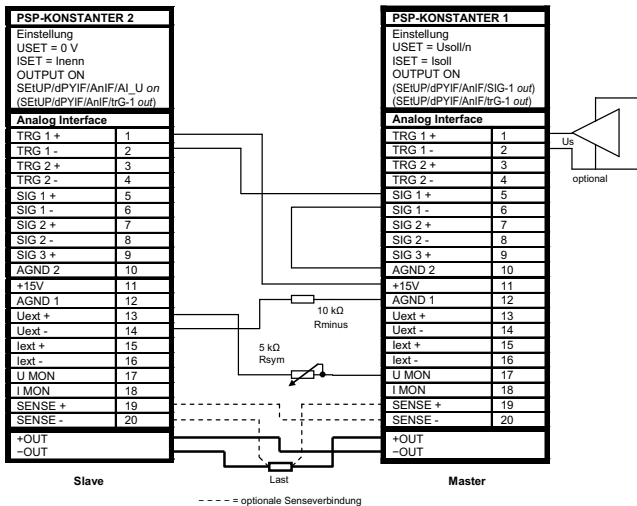 PSP-KONSTANTER 2
Einstellung
USET = 0 V
ISET = Inenn
OUTPUT ON
SEtUP/dPYIF/AnIF/AI_U on
(SEtUP/dPYIF/AnIF/trG-1 out)
Analog Interface
TRG 1 + 1
TRG 1 - 2
TRG 2 + 3
TRG 2 - 4
SIG 1 + 5
SIG 1 - 6
SIG 2 + 7
SIG 2 - 8
SIG 3 + 9
AGND 2 10
+15V 11
AGND 1 12
Uext + 13
Uext - 14
Iext + 15
Iext - 16
U MON 17
I MON 18
SENSE + 19
SENSE - 20
+OUT
−OUT
Slave
10 kΩ
Rminus
5 kΩ
Rsym
Last
- - - - = optionale Senseverbindung
PSP-KONSTANTER 1
Einstellung
USET = Usoll/n
ISET = Isoll
OUTPUT ON
(SEtUP/dPYIF/AnIF/SIG-1 out)
(SEtUP/dPYIF/AnIF/trG-1 out)
Analog Interface
TRG 1 + 1
TRG 1 - 2
TRG 2 + 3
TRG 2 - 4
SIG 1 + 5
SIG 1 - 6
SIG 2 + 7
SIG 2 - 8
SIG 3 + 9
AGND 2 10
+15V 11
AGND 1 12
Uext + 13
Uext - 14
Iext + 15
Iext - 16
U MON 17
I MON 18
SENSE + 19
SENSE - 20
+OUT
−OUT
Master
Us
optional